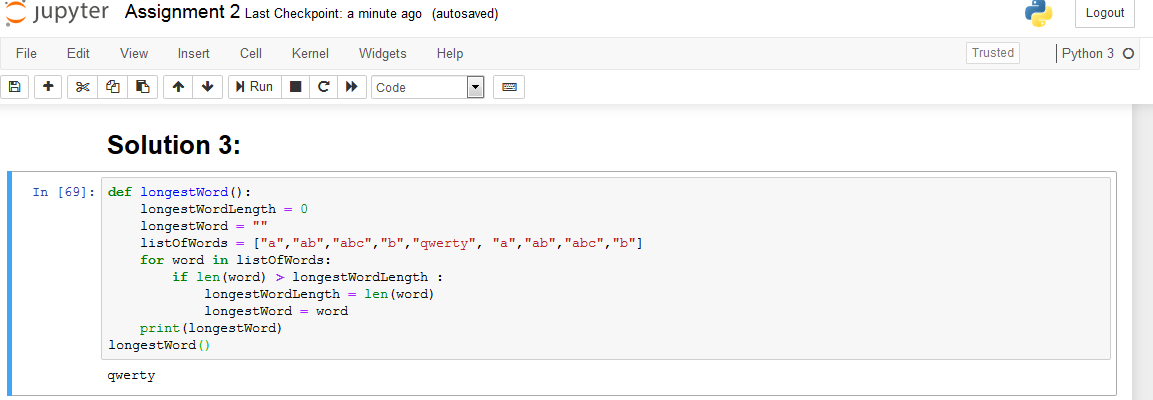 jupyter Assignment 2 Last Checkpoint: a minute ago (autosaved) Logout
File Edit View Insert Cell Kernel Widgets Help Trusted Python 3
Run Code
Solution 3:
In [69]: def longestWord():
    longestWordLength = 0
    longestWord = ""
    listOfWords = ["a","ab","abc","b","qwerty", "a","ab","abc","b"]
    for word in listOfWords:
        if len(word) > longestWordLength :
            longestWordLength = len(word)
            longestWord = word
    print(longestWord)
longestWord()
qwerty